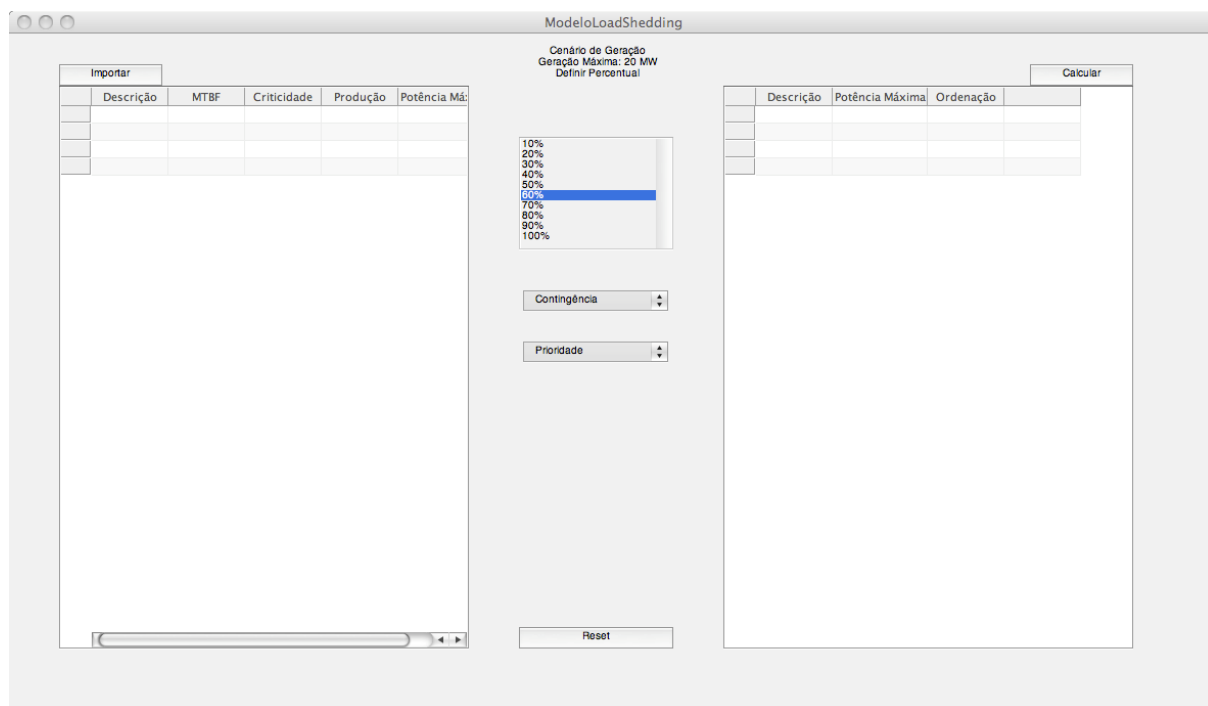 ModeloLoadShedding
Cenário de Geração
Geração Máxima: 20 MW
Definir Percentual
Importar
Calcular
Descrição MTBF Criticidade Produção Potência Má
Descrição Potência Máxima Ordenação
10%
20%
30%
40%
50%
60%
70%
80%
90%
100%
Contingência
Prioridade
Reset